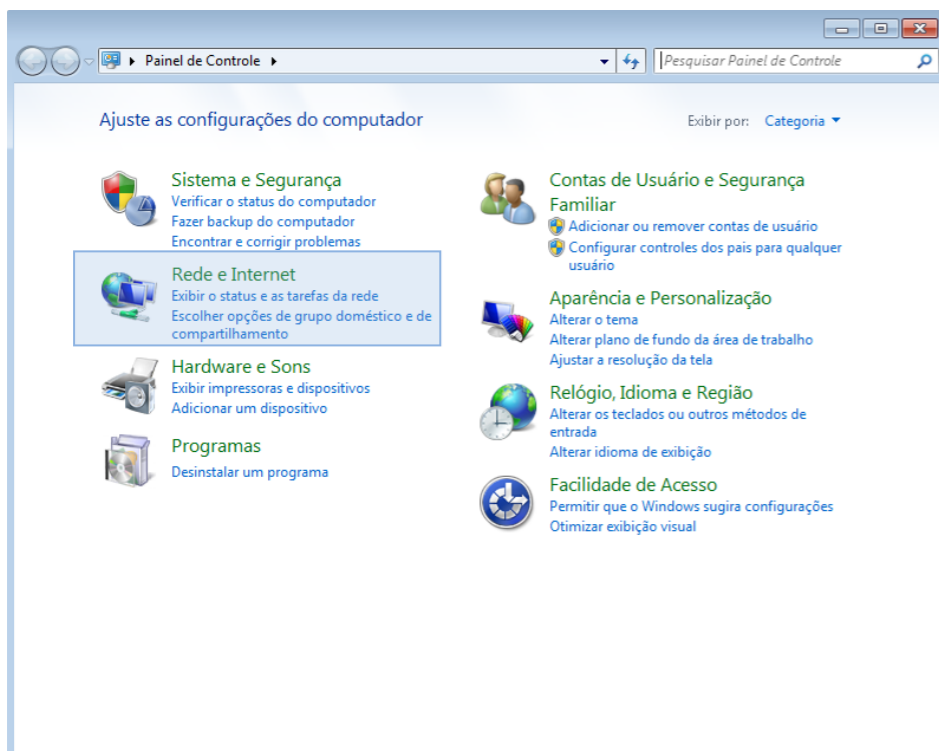 Painel de Controle
Pesquisar Painel de Controle
Ajuste as configurações do computador
Exibir por: Categoria
Sistema e Segurança
Verificar o status do computador
Fazer backup do computador
Encontrar e corrigir problemas
Rede e Internet
Exibir o status e as tarefas da rede
Escolher opções de grupo doméstico e de
compartilhamento
Hardware e Sons
Exibir impressoras e dispositivos
Adicionar um dispositivo
Programas
Desinstalar um programa
Contas de Usuário e Segurança
Familiar
Adicionar ou remover contas de usuário
Configurar controles dos pais para qualquer
usuário
Aparência e Personalização
Alterar o tema
Alterar plano de fundo da área de trabalho
Ajustar a resolução da tela
Relógio, Idioma e Região
Alterar os teclados ou outros métodos de
entrada
Alterar idioma de exibição
Facilidade de Acesso
Permitir que o Windows sugira configurações
Otimizar exibição visual